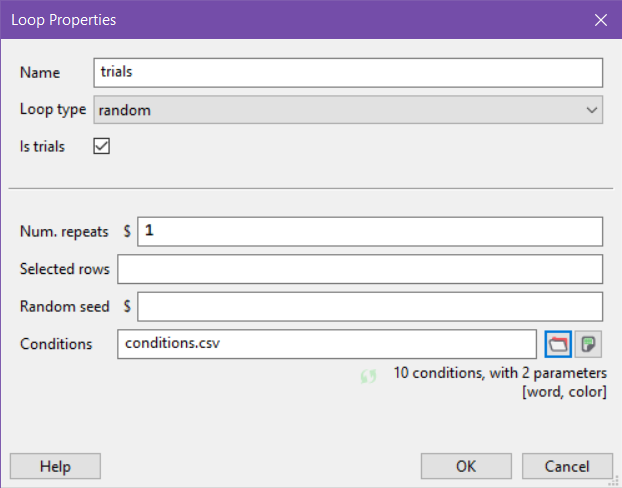 Loop Properties
Name trials
Loop type random
Is trials
Num. repeats $ 1
Selected rows
Random seed $
Conditions conditions.csv
10 conditions, with 2 parameters
[word, color]
Help OK Cancel